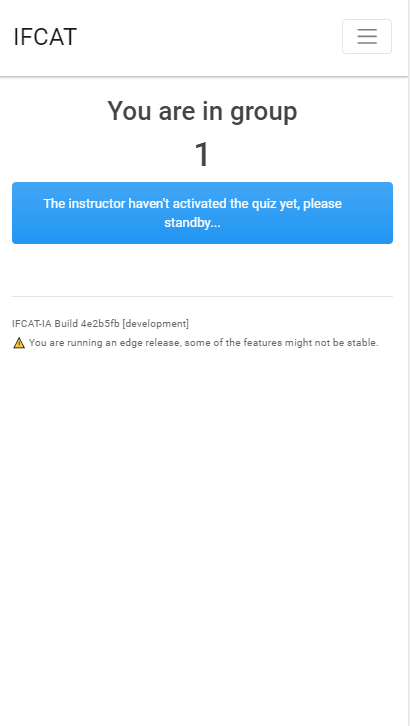 IFCAT
You are in group
1
The instructor haven't activated the quiz yet, please
standby...
IFCAT-IA Build 4e2b5fb [development]
You are running an edge release, some of the features might not be stable.